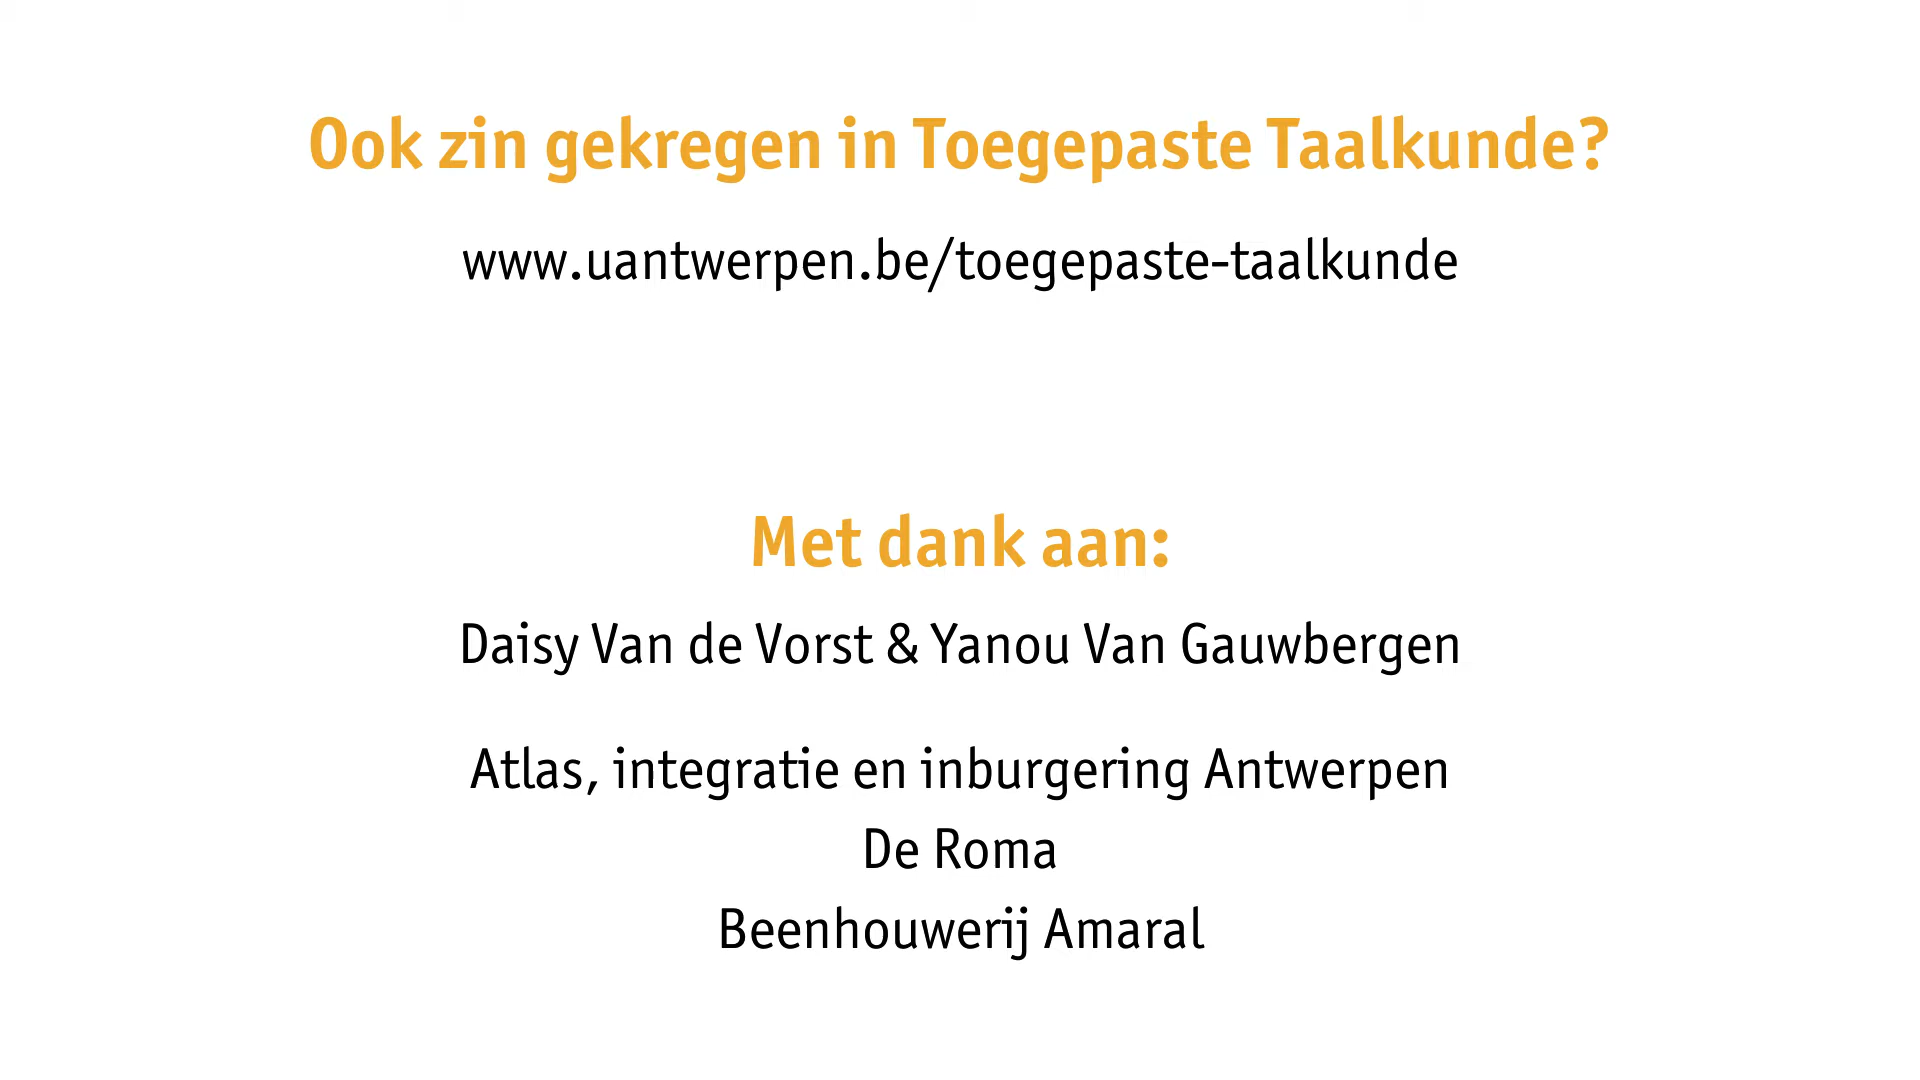 Ook zin gekregen in Toegepaste Taalkunde?
www.uantwerpen.be/toegepaste-taalkunde
Met dank aan:
Daisy Van de Vorst & Yanou Van Gauwbergen
Atlas, integratie en inburgering Antwerpen
De Roma
Beenhouwerij Amaral